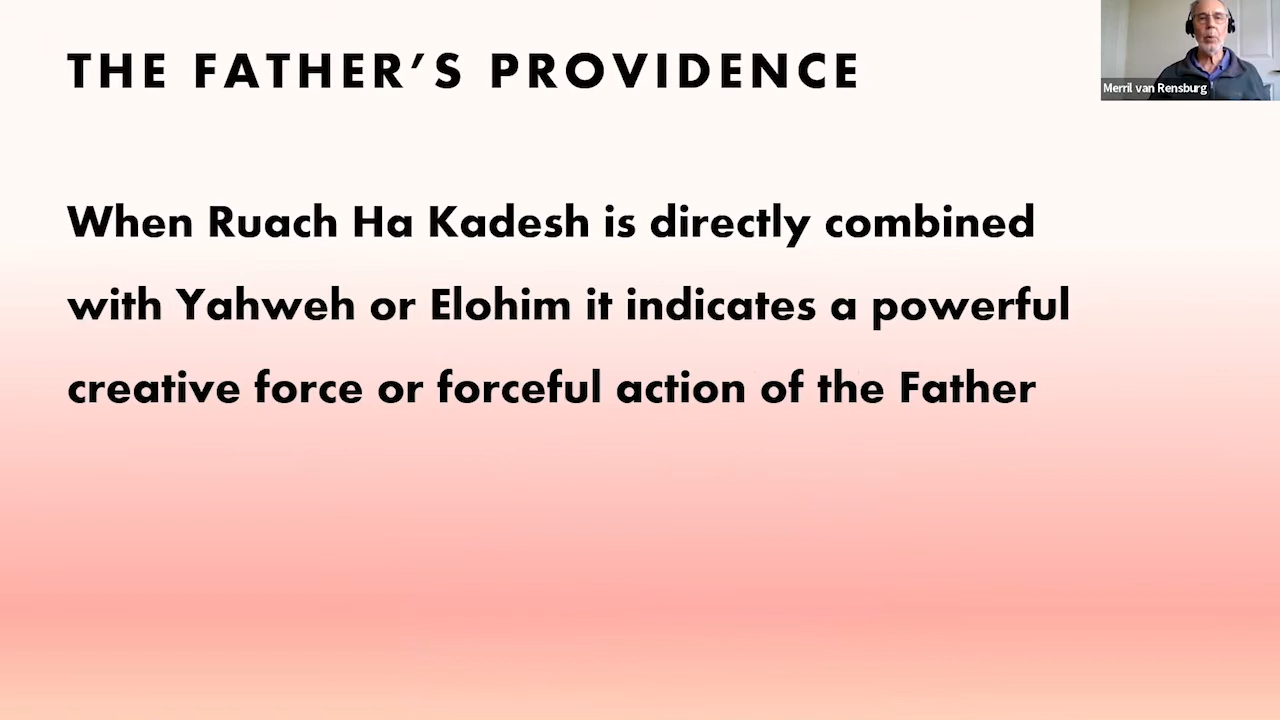 THE FATHER’S PROVIDENCE
Merril van Rensburg
When Ruach Ha Kadesh is directly combined
with Yahweh or Elohim it indicates a powerful
creative force or forceful action of the Father